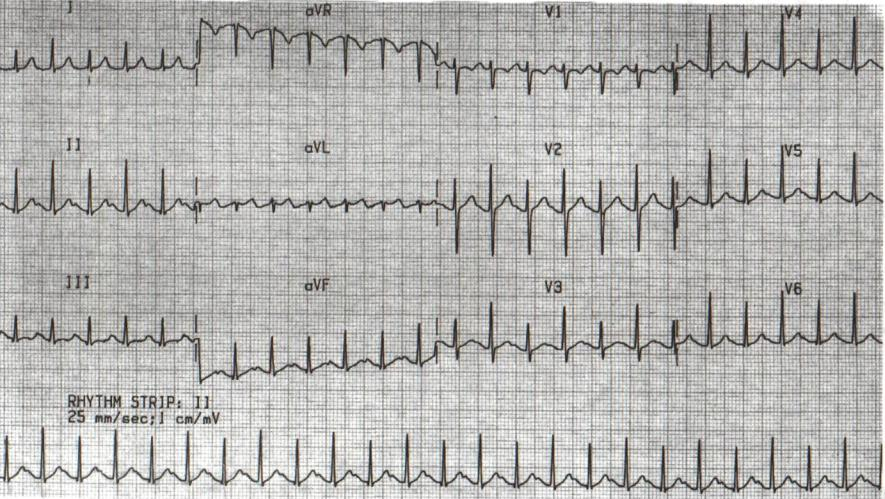 I aVR V1 V4
II aVL V2 V5
III aVF V3 V6
RHYTHM STRIP: II
25 mm/sec;1 cm/mV